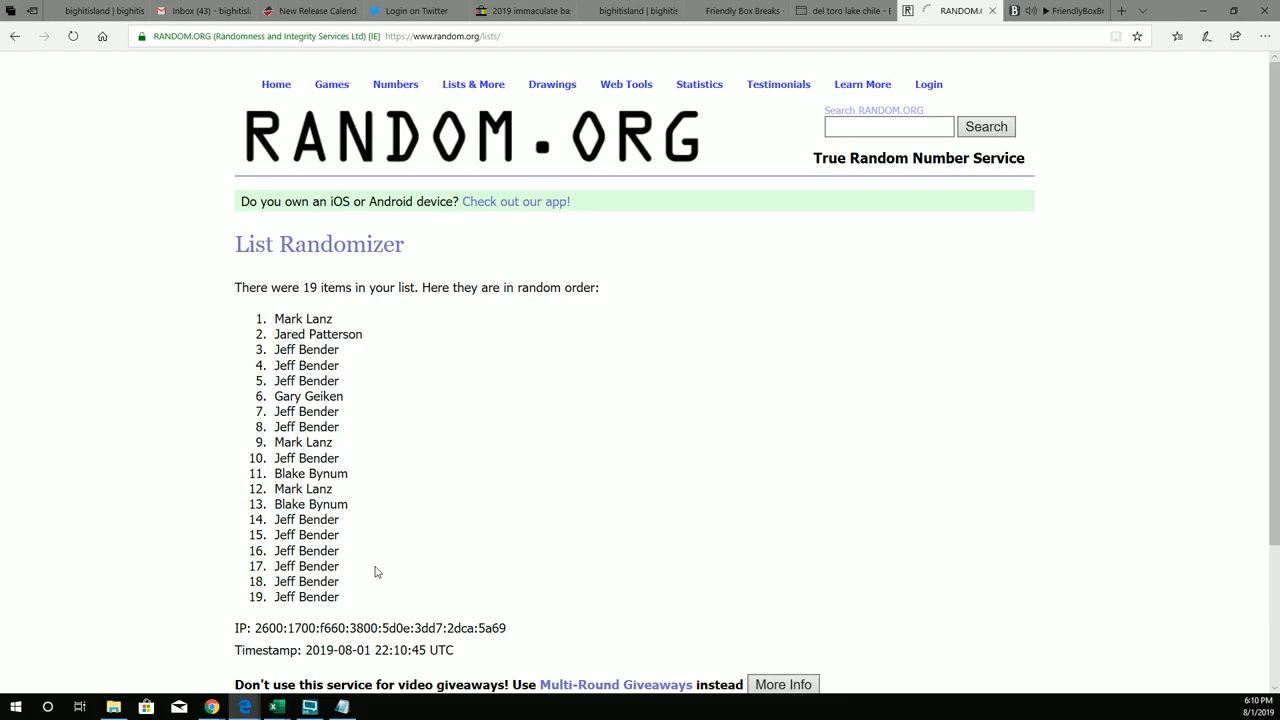 bighitisland | bighitis
Inbox (43) - bighitisla
New Release Calenda
Login on Twitter
2019 immaculate bas
bighitisland | bighitis
Friendly Box Breaks -
del toro lake chile - B
RANDOM.O
FriendlyBoxBr
RANDOM.ORG (Randomness and Integrity Services Ltd) [IE] https://www.random.org/lists/
Home Games Numbers Lists & More Drawings Web Tools Statistics Testimonials Learn More Login
RANDOM.ORG
Search RANDOM.ORG
Search
True Random Number Service
Do you own an iOS or Android device? Check out our app!
List Randomizer
There were 19 items in your list. Here they are in random order:
1. Mark Lanz
2. Jared Patterson
3. Jeff Bender
4. Jeff Bender
5. Jeff Bender
6. Gary Geiken
7. Jeff Bender
8. Jeff Bender
9. Mark Lanz
10. Jeff Bender
11. Blake Bynum
12. Mark Lanz
13. Blake Bynum
14. Jeff Bender
15. Jeff Bender
16. Jeff Bender
17. Jeff Bender
18. Jeff Bender
19. Jeff Bender
IP: 2600:1700:f660:3800:5d0e:3dd7:2dca:5a69
Timestamp: 2019-08-01 22:10:45 UTC
Don't use this service for video giveaways! Use Multi-Round Giveaways instead More Info
6:10 PM
8/1/2019